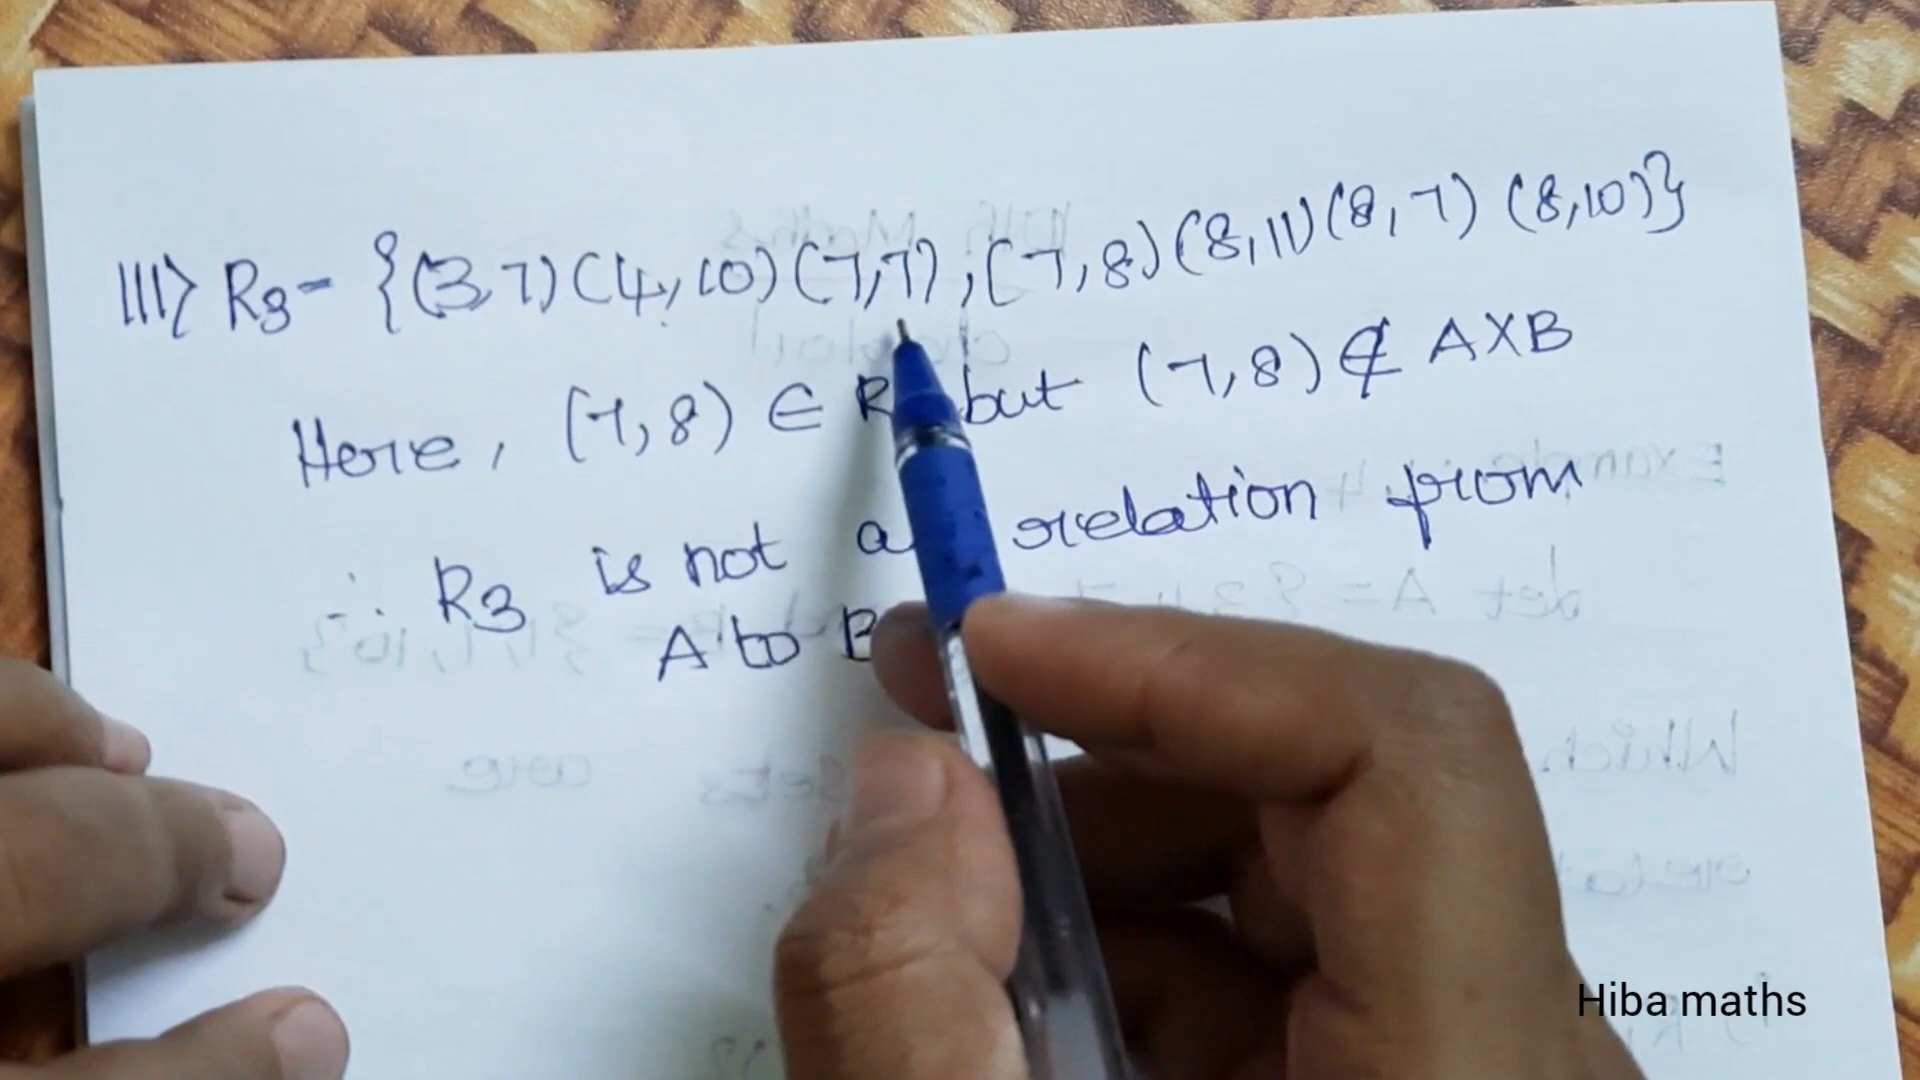 III> R3 - {(3,7)(4,10)(7,7),(7,8)(8,11)(8,7) (8,10)}
Here, (7,8) ∈ R but (7,8) ∉ A×B
∴ R3 is not a relation from
A to B
Hiba maths